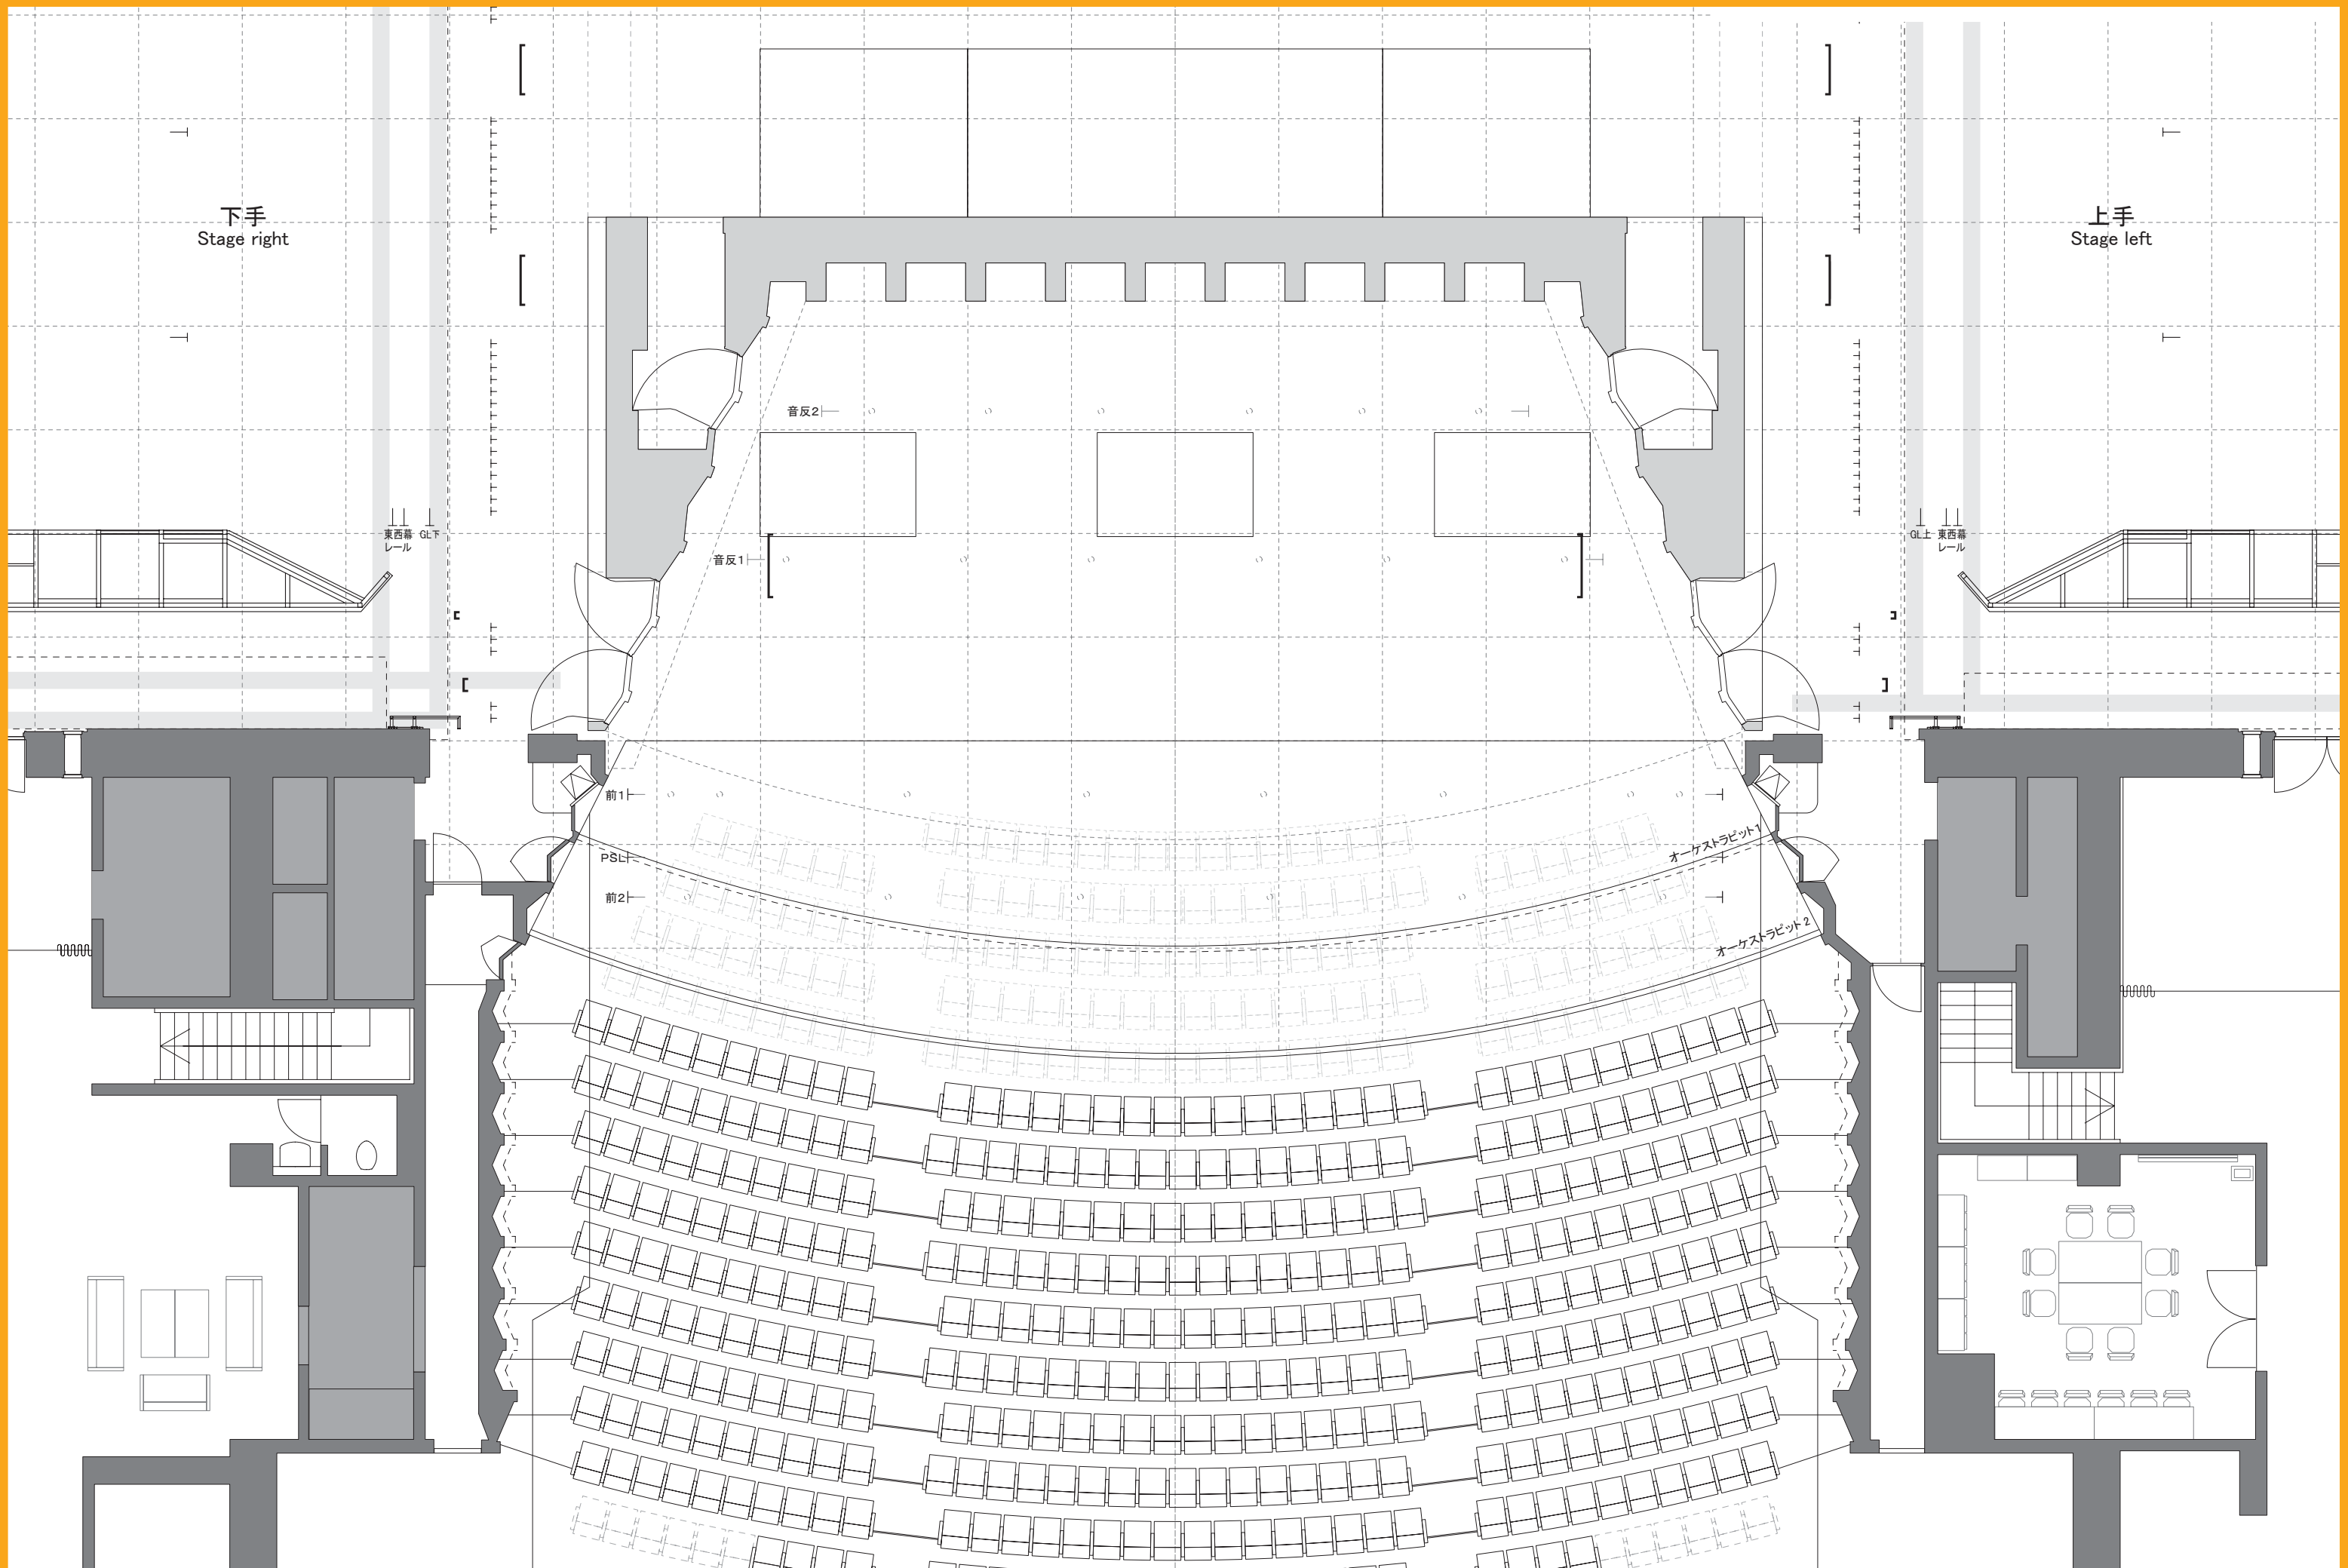 下手
Stage right
上手
Stage left
音反2
東西幕
レール
GL下
音反1
GL上
東西幕
レール
前1
オーケストラピット1
PSL
前2
オーケストラピット2